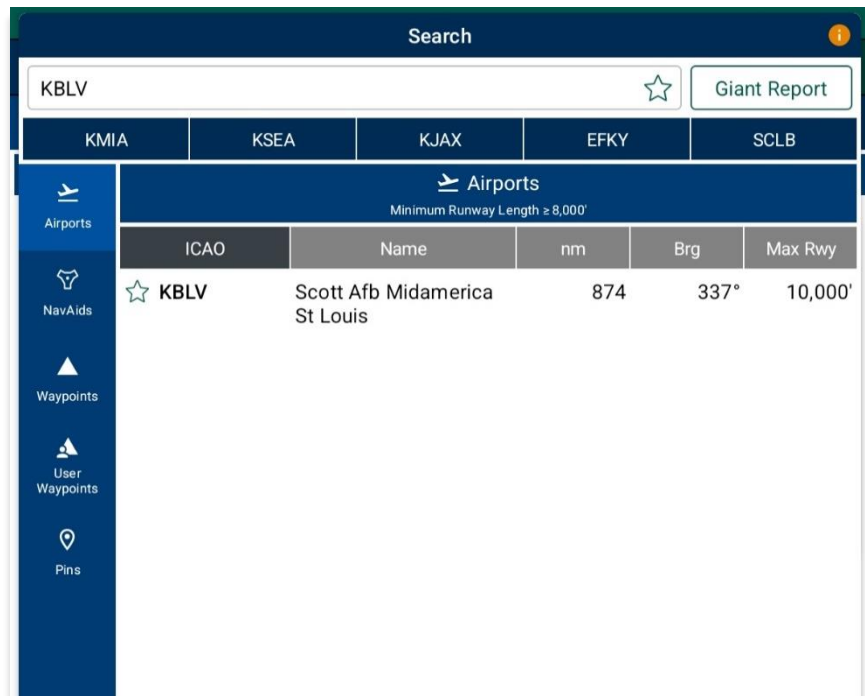 Search
KBLV
Giant Report
KMIA KSEA KJAX EFKY SCLB
Airports
NavAids
Waypoints
User
Waypoints
Pins
Airports
Minimum Runway Length ≥ 8,000'
ICAO Name nm Brg Max Rwy
KBLV Scott Afb Midamerica 874 337° 10,000'
St Louis